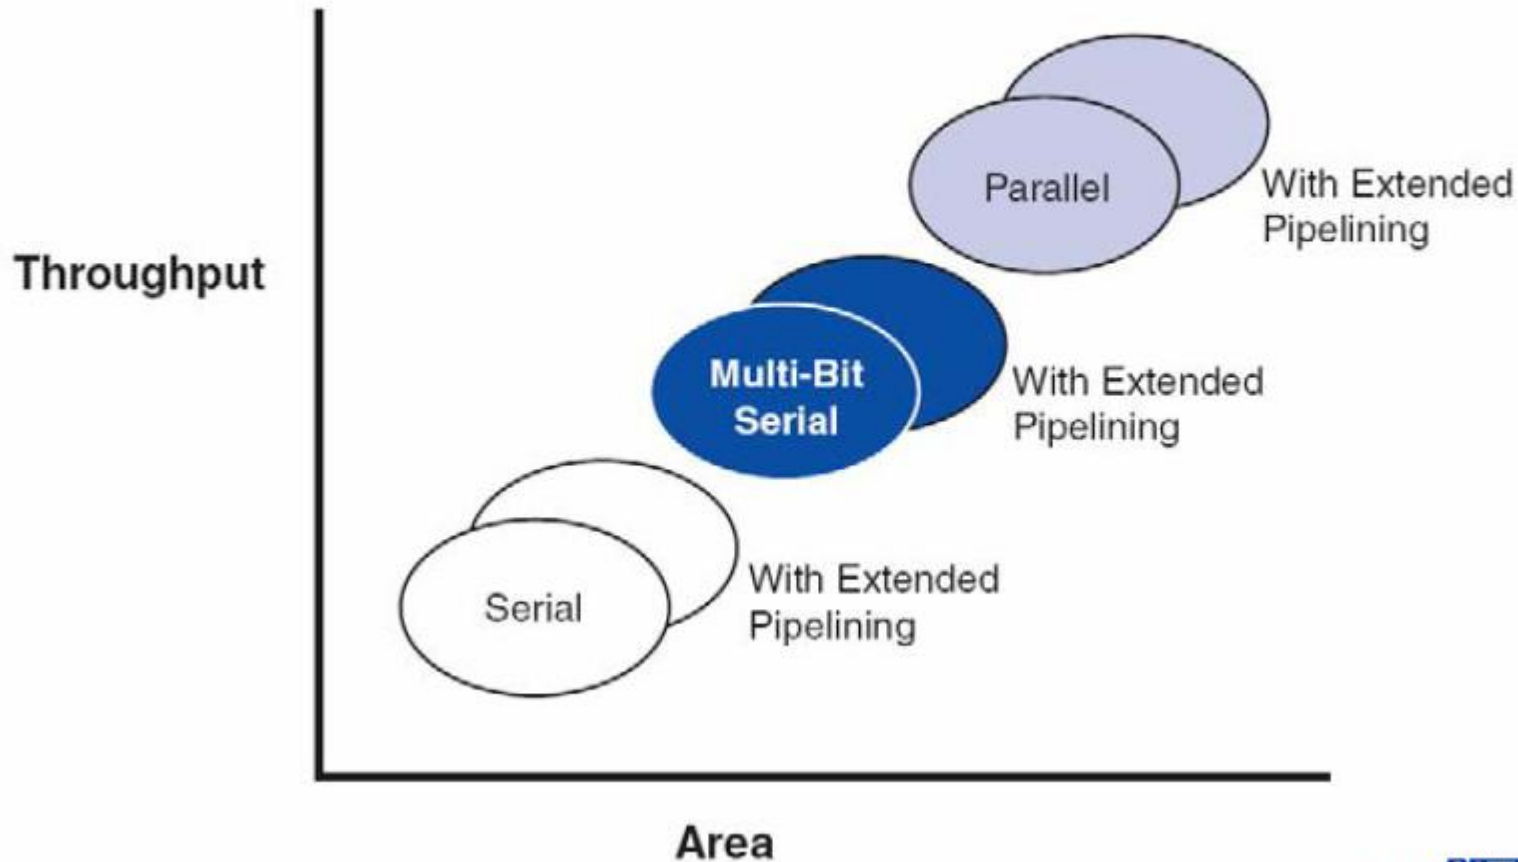 Parallel
With Extended
Pipelining
Throughput
Multi-Bit
Serial
With Extended
Pipelining
Serial
With Extended
Pipelining
Area